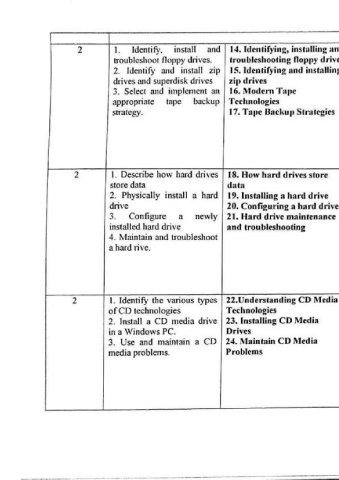 2
1. Identify, install and
troubleshoot floppy drives.
2. Identify and install zip
drives and superdisk drives
3. Select and implement an
appropriate tape backup
strategy.
14. Identifying, installing an
troubleshooting floppy drive
15. Identifying and installing
zip drives
16. Modern Tape
Technologies
17. Tape Backup Strategies
2
1. Describe how hard drives
store data
2. Physically install a hard
drive
3. Configure a newly
installed hard drive
4. Maintain and troubleshoot
a hard rive.
18. How hard drives store
data
19. Installing a hard drive
20. Configuring a hard drive
21. Hard drive maintenance
and troubleshooting
2
1. Identify the various types
of CD technologies
2. Install a CD media drive
in a Windows PC.
3. Use and maintain a CD
media problems.
22.Understanding CD Media
Technologies
23. Installing CD Media
Drives
24. Maintain CD Media
Problems